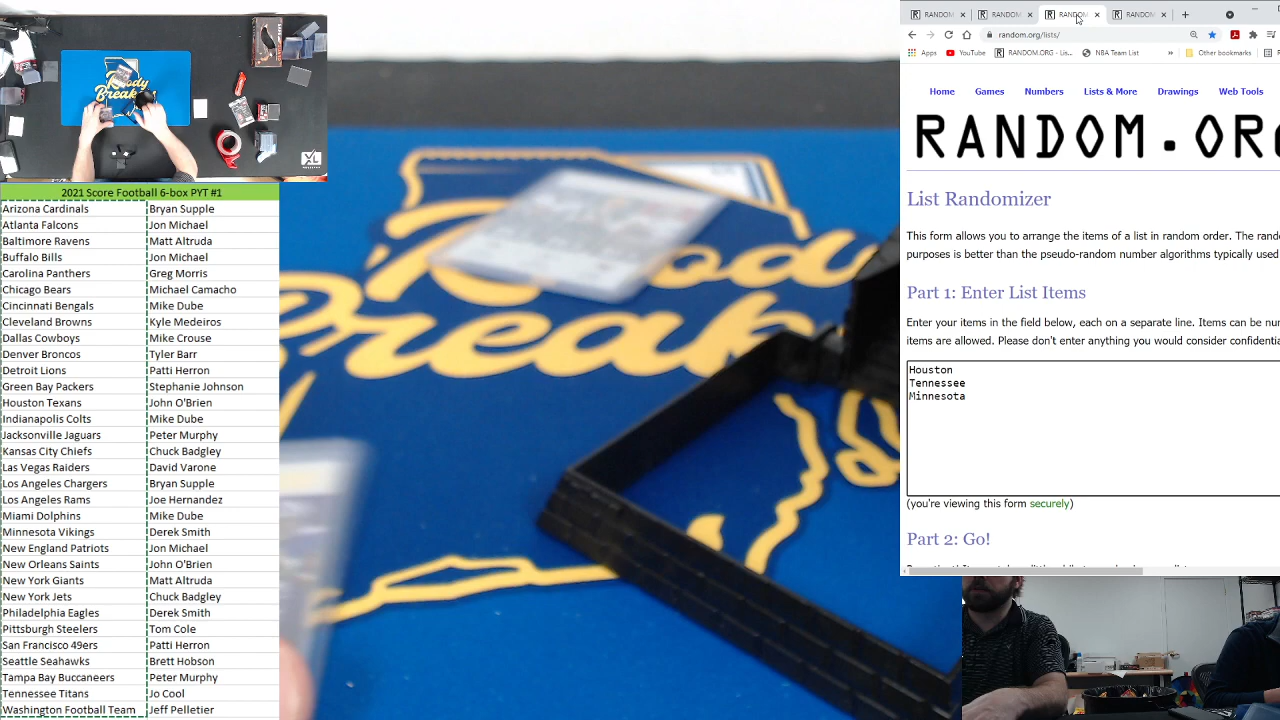 Break
XL
2021 Score Football 6-box PYT #1
Arizona Cardinals Bryan Supple
Atlanta Falcons Jon Michael
Baltimore Ravens Matt Altruda
Buffalo Bills Jon Michael
Carolina Panthers Greg Morris
Chicago Bears Michael Camacho
Cincinnati Bengals Mike Dube
Cleveland Browns Kyle Medeiros
Dallas Cowboys Mike Crouse
Denver Broncos Tyler Barr
Detroit Lions Patti Herron
Green Bay Packers Stephanie Johnson
Houston Texans John O'Brien
Indianapolis Colts Mike Dube
Jacksonville Jaguars Peter Murphy
Kansas City Chiefs Chuck Badgley
Las Vegas Raiders David Varone
Los Angeles Chargers Bryan Supple
Los Angeles Rams Joe Hernandez
Miami Dolphins Mike Dube
Minnesota Vikings Derek Smith
New England Patriots Jon Michael
New Orleans Saints John O'Brien
New York Giants Matt Altruda
New York Jets Chuck Badgley
Philadelphia Eagles Derek Smith
Pittsburgh Steelers Tom Cole
San Francisco 49ers Patti Herron
Seattle Seahawks Brett Hobson
Tampa Bay Buccaneers Peter Murphy
Tennessee Titans Jo Cool
Washington Football Team Jeff Pelletier
Break
RANDOM RANDOM RANDOM RANDOM
random.org/lists/
Apps YouTube RANDOM.ORG - Lis... NBA Team List » Other bookmarks
Home Games Numbers Lists & More Drawings Web Tools
RANDOM.ORG
List Randomizer
This form allows you to arrange the items of a list in random order. The rando
purposes is better than the pseudo-random number algorithms typically used
Part 1: Enter List Items
Enter your items in the field below, each on a separate line. Items can be nu
items are allowed. Please don't enter anything you would consider confidentia
Houston
Tennessee
Minnesota
(you're viewing this form securely)
Part 2: Go!